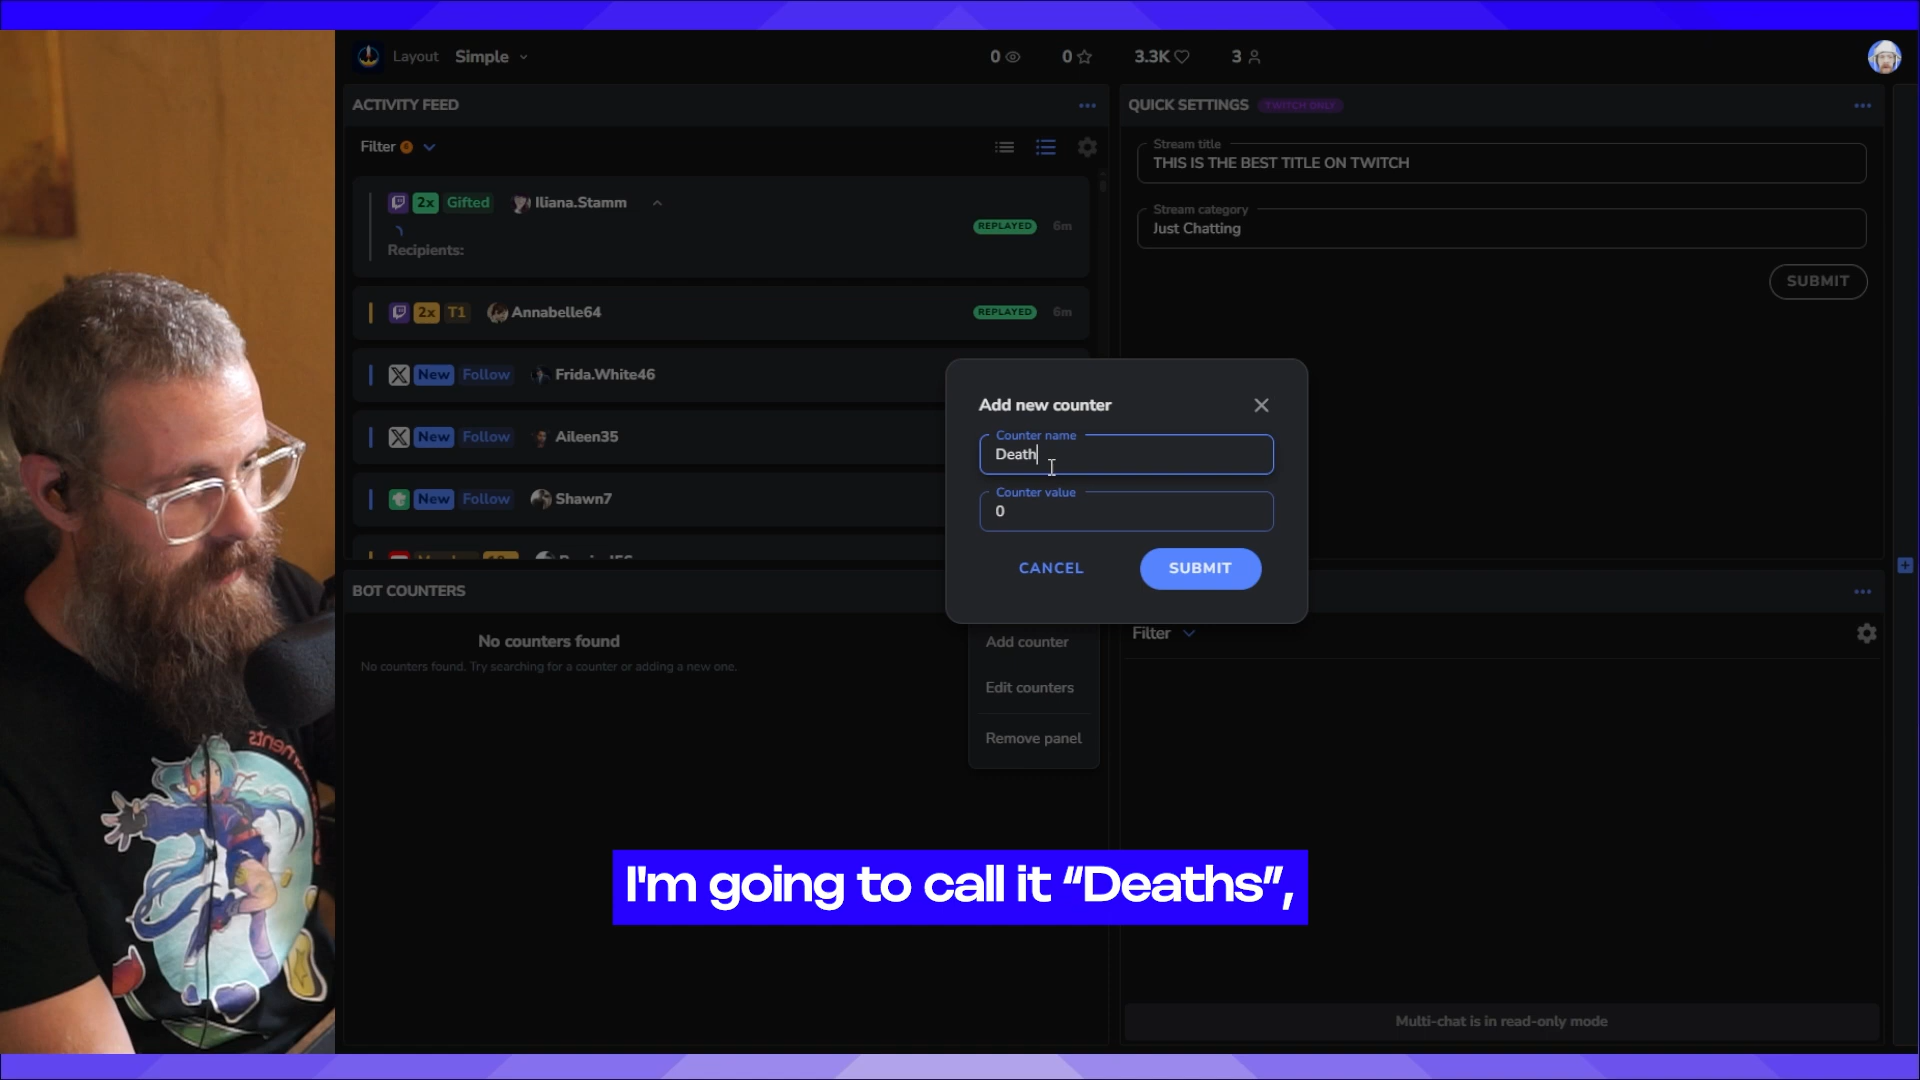 Layout Simple
0 0 3.3K 3
ACTIVITY FEED
Filter
2x Gifted Iliana.Stamm
Recipients:
REPLAYED 6m
2x T1 Annabelle64 REPLAYED 6m
New Follow Frida.White46
New Follow Aileen35
New Follow Shawn7
BOT COUNTERS
No counters found
No counters found. Try searching for a counter or adding a new one.
QUICK SETTINGS TWITCH ONLY
Stream title
THIS IS THE BEST TITLE ON TWITCH
Stream category
Just Chatting
SUBMIT
Add new counter
Counter name
Death
Counter value
0
CANCEL SUBMIT
Add counter
Edit counters
Remove panel
Filter
Multi-chat is in read-only mode
I'm going to call it “Deaths”,